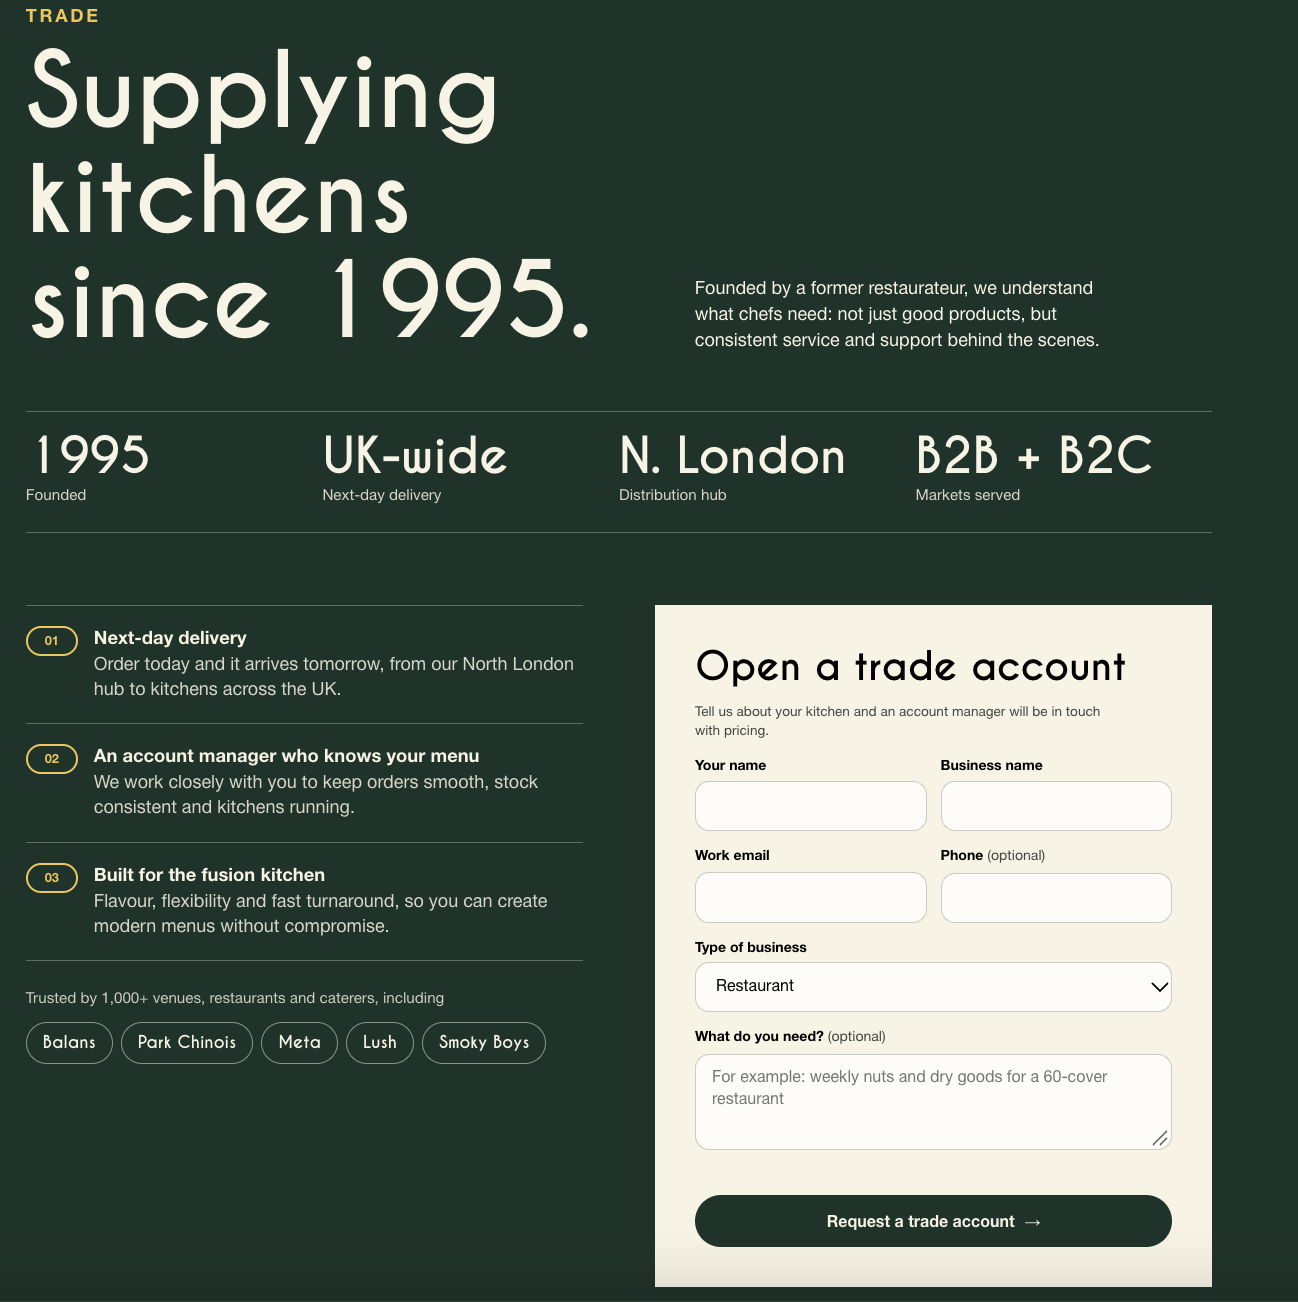 TRADE
Supplying
kitchens
since 1995.
Founded by a former restaurateur, we understand
what chefs need: not just good products, but
consistent service and support behind the scenes.
1995
Founded
UK-wide
Next-day delivery
N. London
Distribution hub
B2B + B2C
Markets served
01
Next-day delivery
Order today and it arrives tomorrow, from our North London
hub to kitchens across the UK.
02
An account manager who knows your menu
We work closely with you to keep orders smooth, stock
consistent and kitchens running.
03
Built for the fusion kitchen
Flavour, flexibility and fast turnaround, so you can create
modern menus without compromise.
Trusted by 1,000+ venues, restaurants and caterers, including
Balans
Park Chinois
Meta
Lush
Smoky Boys
Open a trade account
Tell us about your kitchen and an account manager will be in touch
with pricing.
Your name
Business name
Work email
Phone (optional)
Type of business
Restaurant
What do you need? (optional)
For example: weekly nuts and dry goods for a 60-cover
restaurant
Request a trade account →